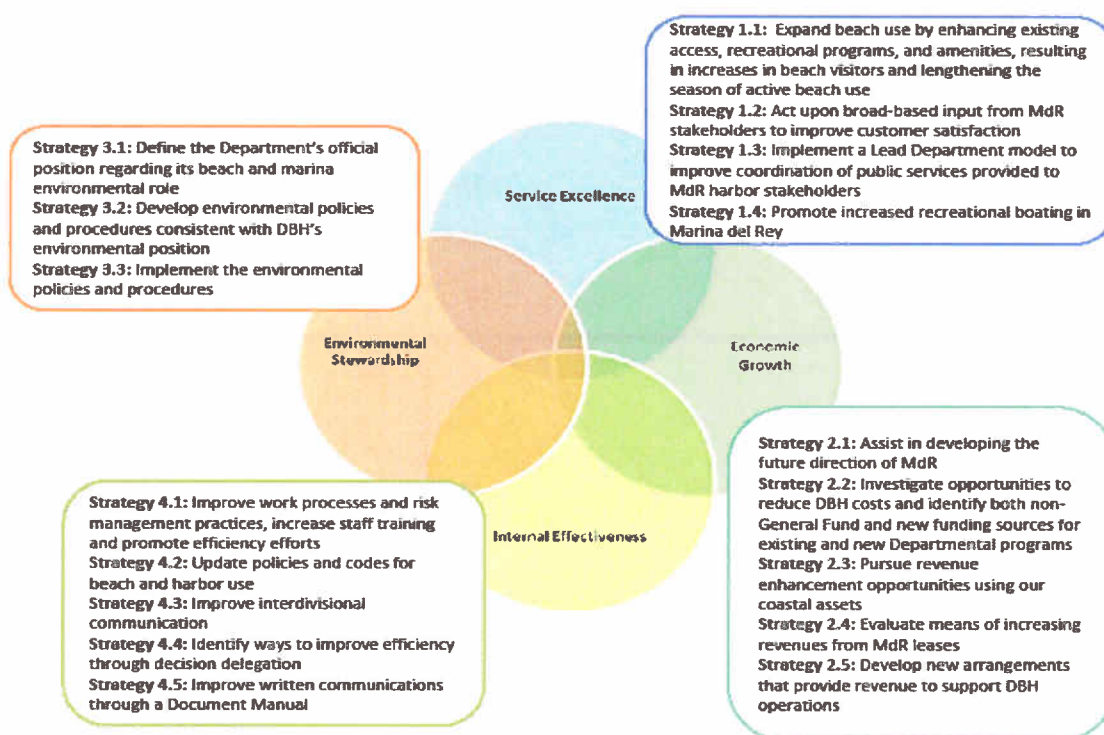 Strategy 1.1: Expand beach use by enhancing existing
access, recreational programs, and amenities, resulting
in increases in beach visitors and lengthening the
season of active beach use
Strategy 1.2: Act upon broad-based input from MdR
stakeholders to improve customer satisfaction
Strategy 1.3: Implement a Lead Department model to
improve coordination of public services provided to
MdR harbor stakeholders
Strategy 1.4: Promote increased recreational boating in
Marina del Rey
Strategy 3.1: Define the Department's official
position regarding its beach and marina
environmental role
Strategy 3.2: Develop environmental policies
and procedures consistent with DBH's
environmental position
Strategy 3.3: Implement the environmental
policies and procedures
Service Excellence
Environmental
Stewardship
Economic
Growth
Internal Effectiveness
Strategy 4.1: Improve work processes and risk
management practices, increase staff training
and promote efficiency efforts
Strategy 4.2: Update policies and codes for
beach and harbor use
Strategy 4.3: Improve interdivisional
communication
Strategy 4.4: Identify ways to improve efficiency
through decision delegation
Strategy 4.5: Improve written communications
through a Document Manual
Strategy 2.1: Assist in developing the
future direction of MdR
Strategy 2.2: Investigate opportunities to
reduce DBH costs and identify both non-
General Fund and new funding sources for
existing and new Departmental programs
Strategy 2.3: Pursue revenue
enhancement opportunities using our
coastal assets
Strategy 2.4: Evaluate means of increasing
revenues from MdR leases
Strategy 2.5: Develop new arrangements
that provide revenue to support DBH
operations